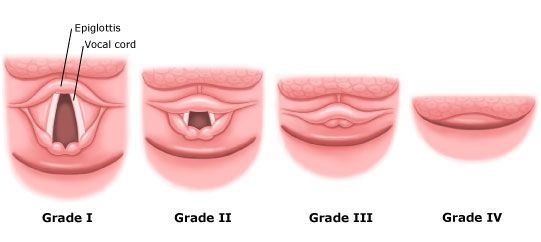 Epiglottis
Vocal cord
Grade I
Grade II
Grade III
Grade IV